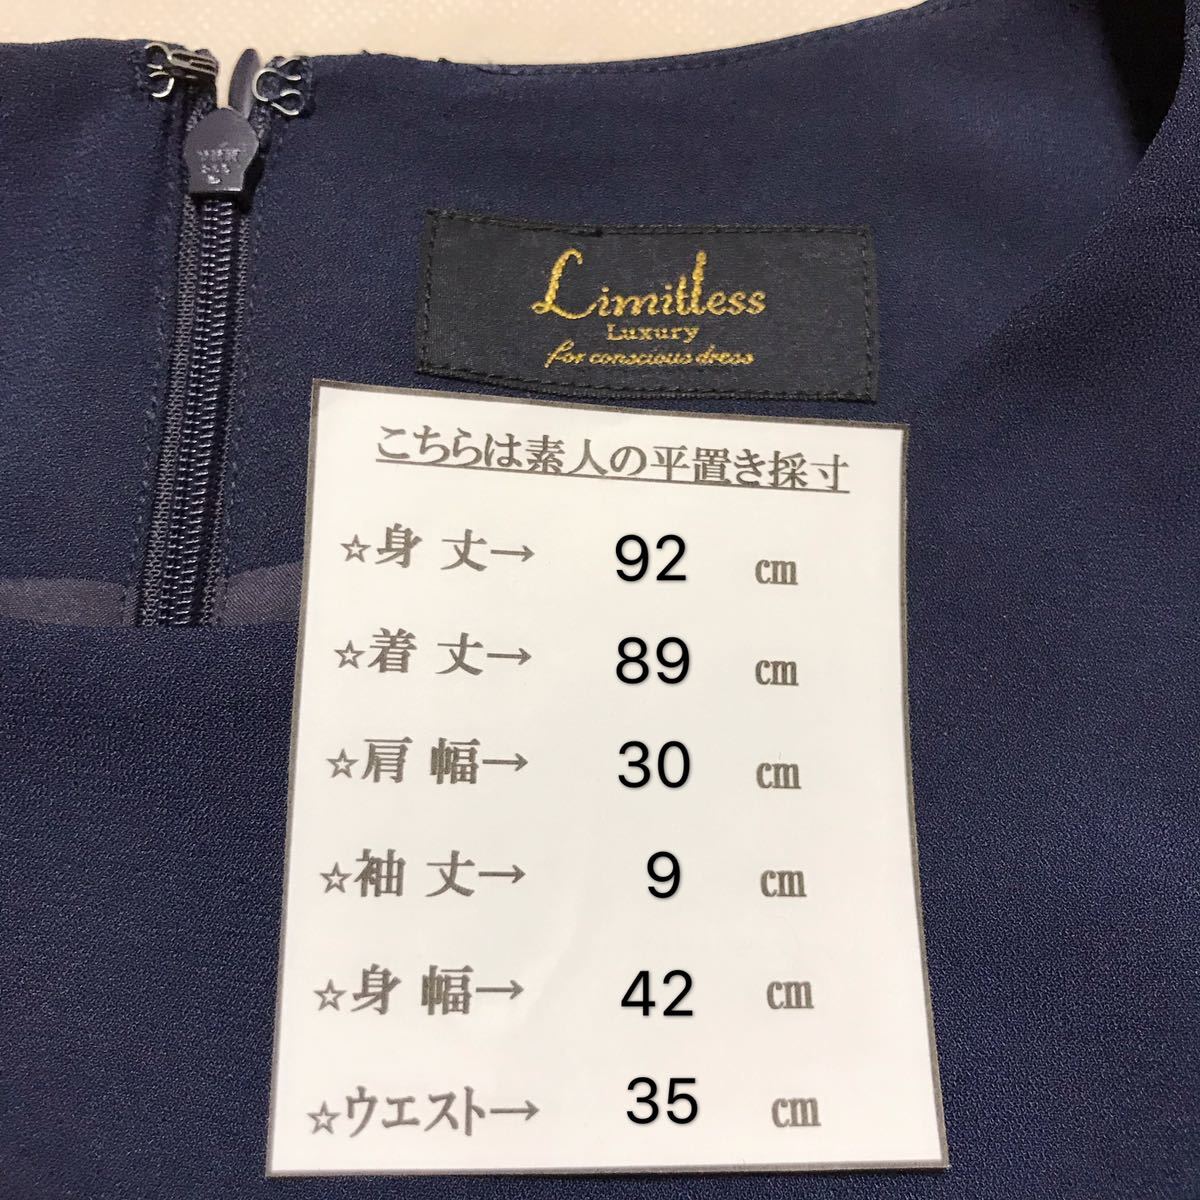 Limitless
Luxury
for conscious dress
こちらは素人の平置き採寸
☆身 丈→ 92 ㎝
☆着 丈→ 89 ㎝
☆肩 幅→ 30 ㎝
☆袖 丈→ 9 ㎝
☆身 幅→ 42 ㎝
☆ウエスト→ 35 ㎝